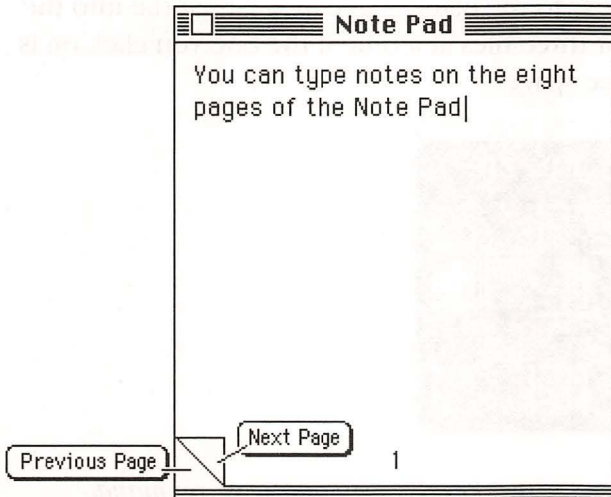 Note Pad
You can type notes on the eight
pages of the Note Pad
Next Page
Previous Page
1